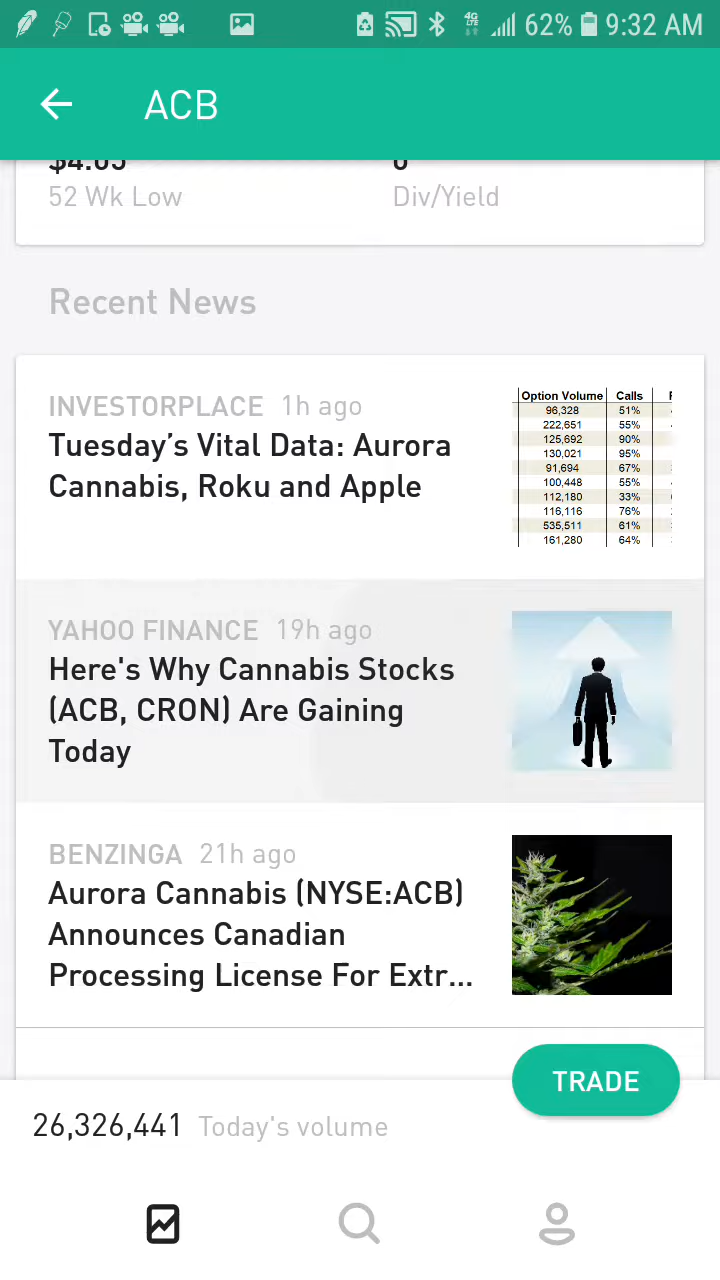 4G
LTE
62%
9:32 AM
ACB
52 Wk Low
Div/Yield
Recent News
INVESTORPLACE 1h ago
Tuesday’s Vital Data: Aurora
Cannabis, Roku and Apple
Option Volume Calls
96,328 51%
222,651 55%
125,692 90%
130,021 95%
91,694 67%
100,448 55%
112,180 33%
116,116 76%
535,511 61%
161,280 64%
YAHOO FINANCE 19h ago
Here's Why Cannabis Stocks
(ACB, CRON) Are Gaining
Today
BENZINGA 21h ago
Aurora Cannabis (NYSE:ACB)
Announces Canadian
Processing License For Extr...
TRADE
26,326,441 Today's volume